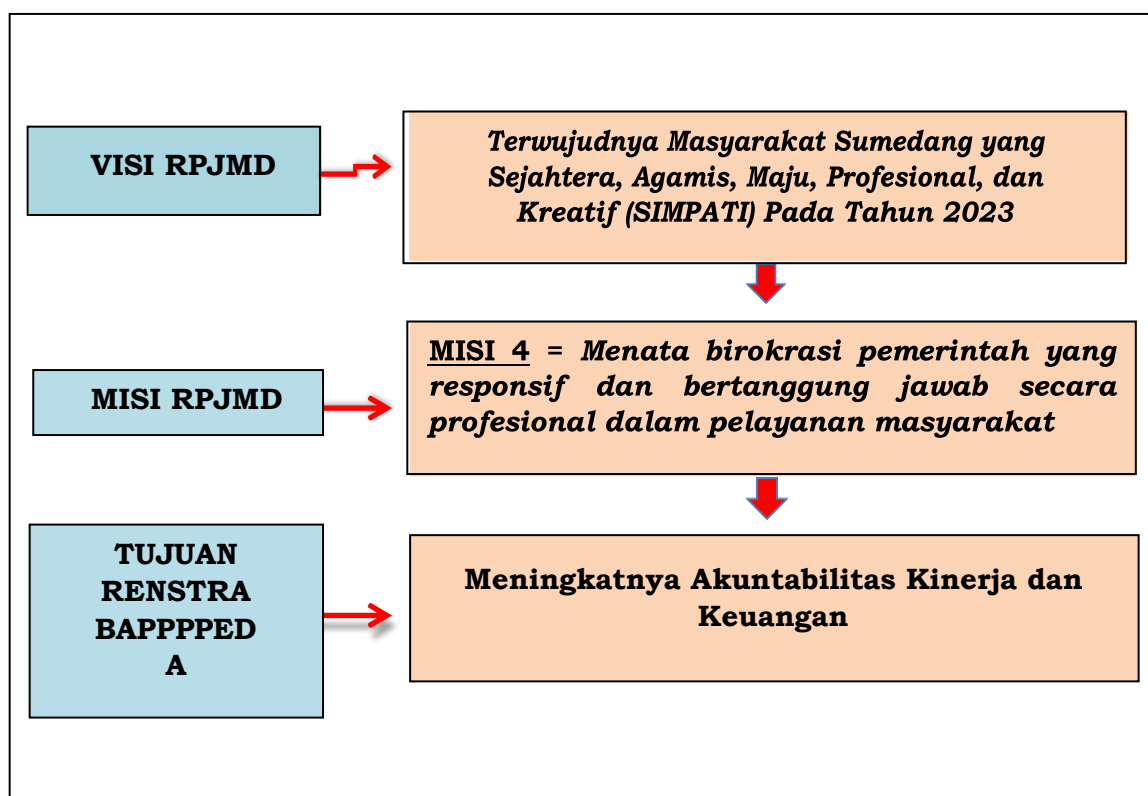 VISI RPJMD
Terwujudnya Masyarakat Sumedang yang
Sejahtera, Agamis, Maju, Profesional, dan
Kreatif (SIMPATI) Pada Tahun 2023
MISI RPJMD
MISI 4 = Menata birokrasi pemerintah yang
responsif dan bertanggung jawab secara
profesional dalam pelayanan masyarakat
TUJUAN
RENSTRA
BAPPPPED
A
Meningkatnya Akuntabilitas Kinerja dan
Keuangan